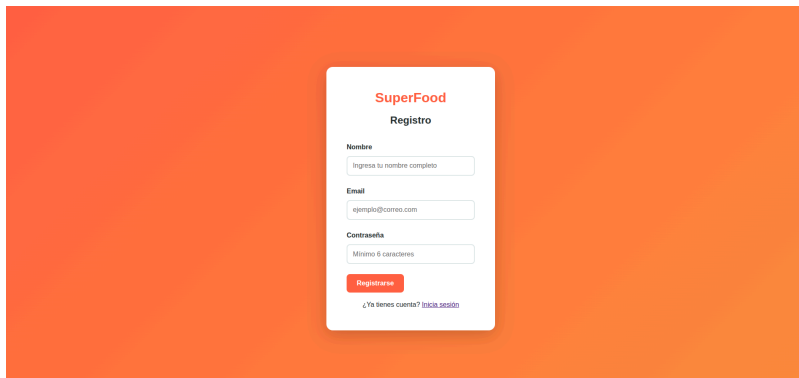 SuperFood
Registro
Nombre
Ingresa tu nombre completo
Email
ejemplo@correo.com
Contraseña
Mínimo 6 caracteres
Registrarse
¿Ya tienes cuenta? Inicia sesión